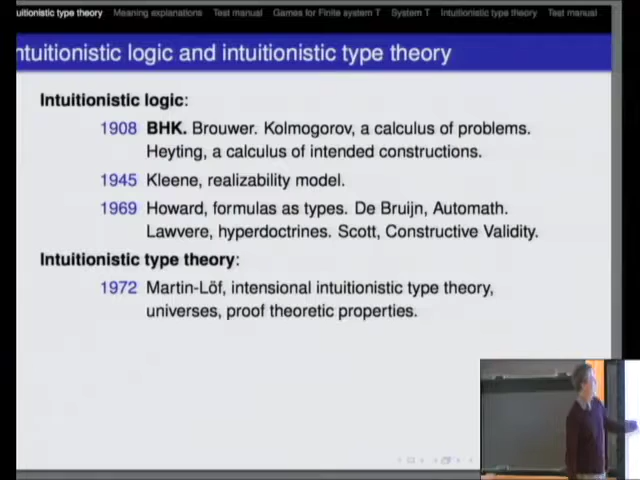 uitionistic type theory Meaning explanations Test manual Games for Finite system T System T Intuitionistic type theory Test manual
ntuitionistic logic and intuitionistic type theory
Intuitionistic logic:
1908 BHK. Brouwer. Kolmogorov, a calculus of problems.
Heyting, a calculus of intended constructions.
1945 Kleene, realizability model.
1969 Howard, formulas as types. De Bruijn, Automath.
Lawvere, hyperdoctrines. Scott, Constructive Validity.
Intuitionistic type theory:
1972 Martin-Löf, intensional intuitionistic type theory,
universes, proof theoretic properties.